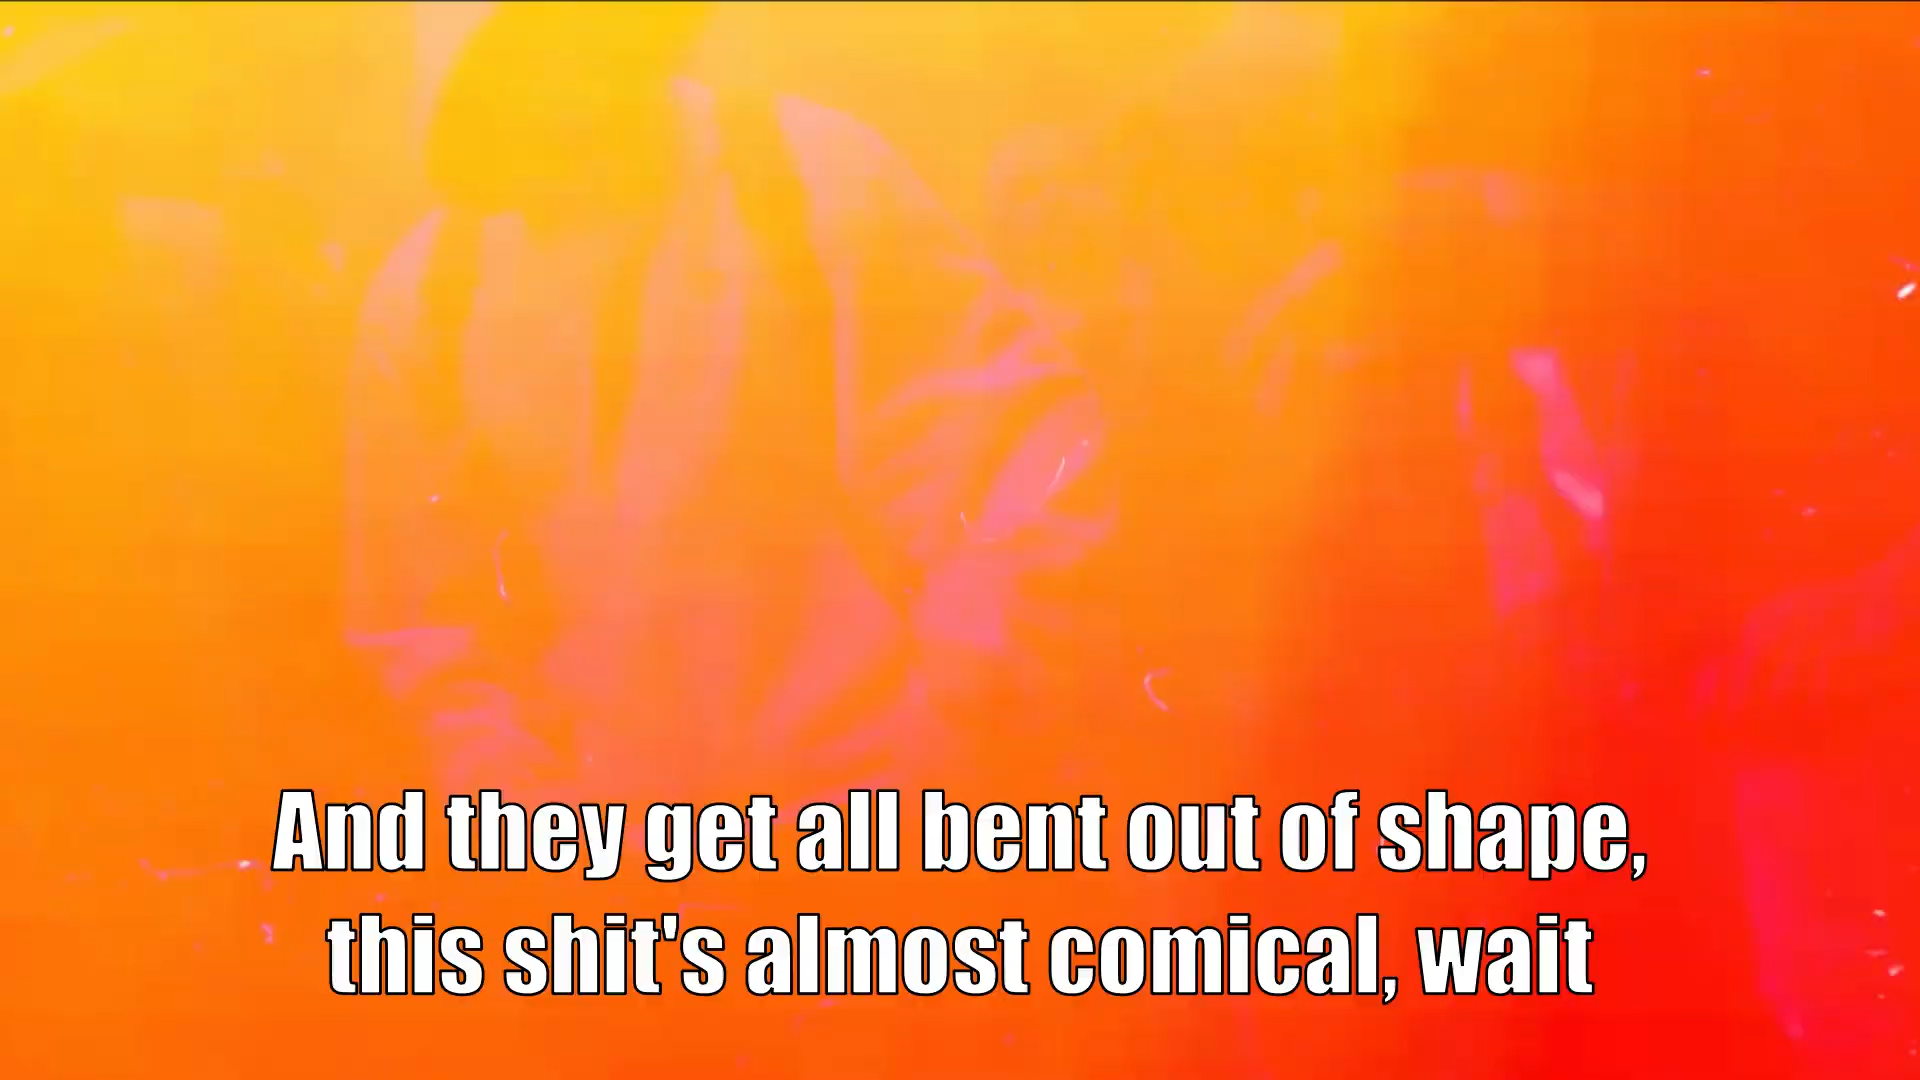 And they get all bent out of shape,
this shit's almost comical, wait